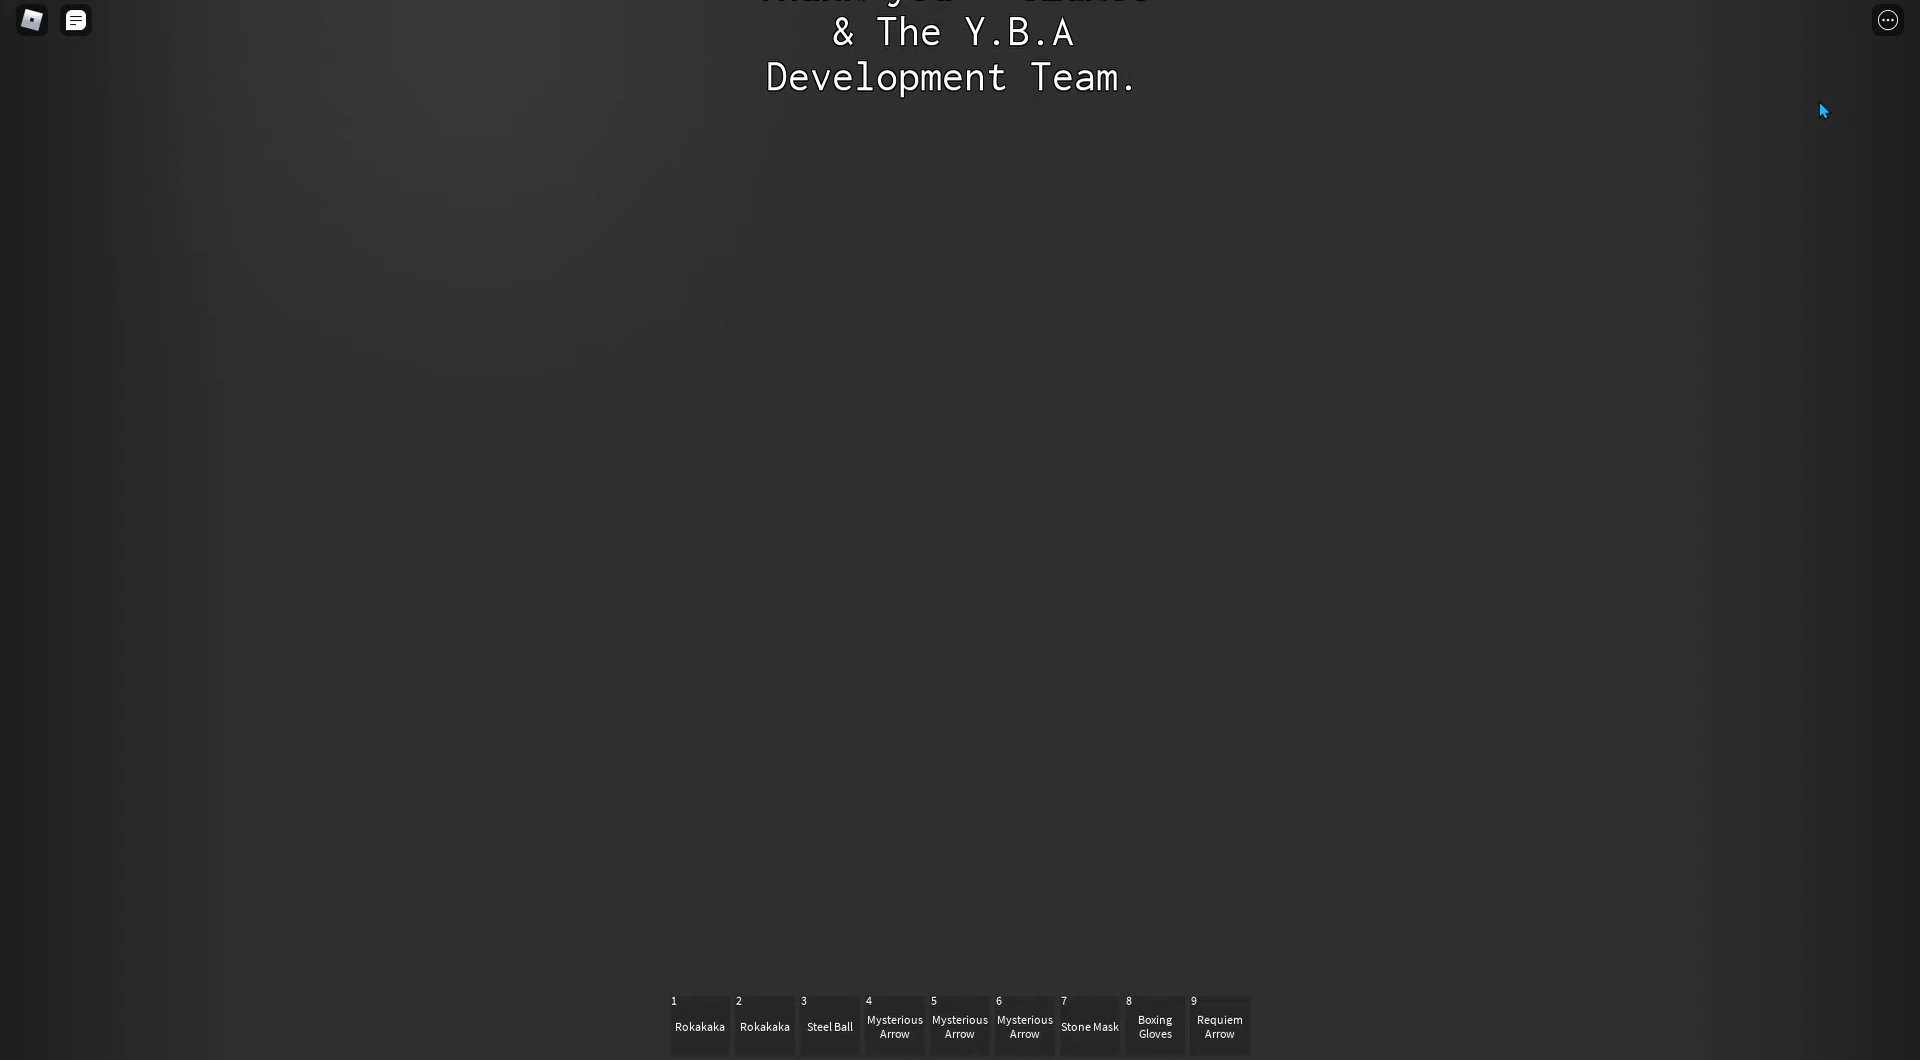 & The Y.B.A
Development Team.
1
Rokakaka
2
Rokakaka
3
Steel Ball
4
Mysterious
Arrow
5
Mysterious
Arrow
6
Mysterious
Arrow
7
Stone Mask
8
Boxing
Gloves
9
Requiem
Arrow